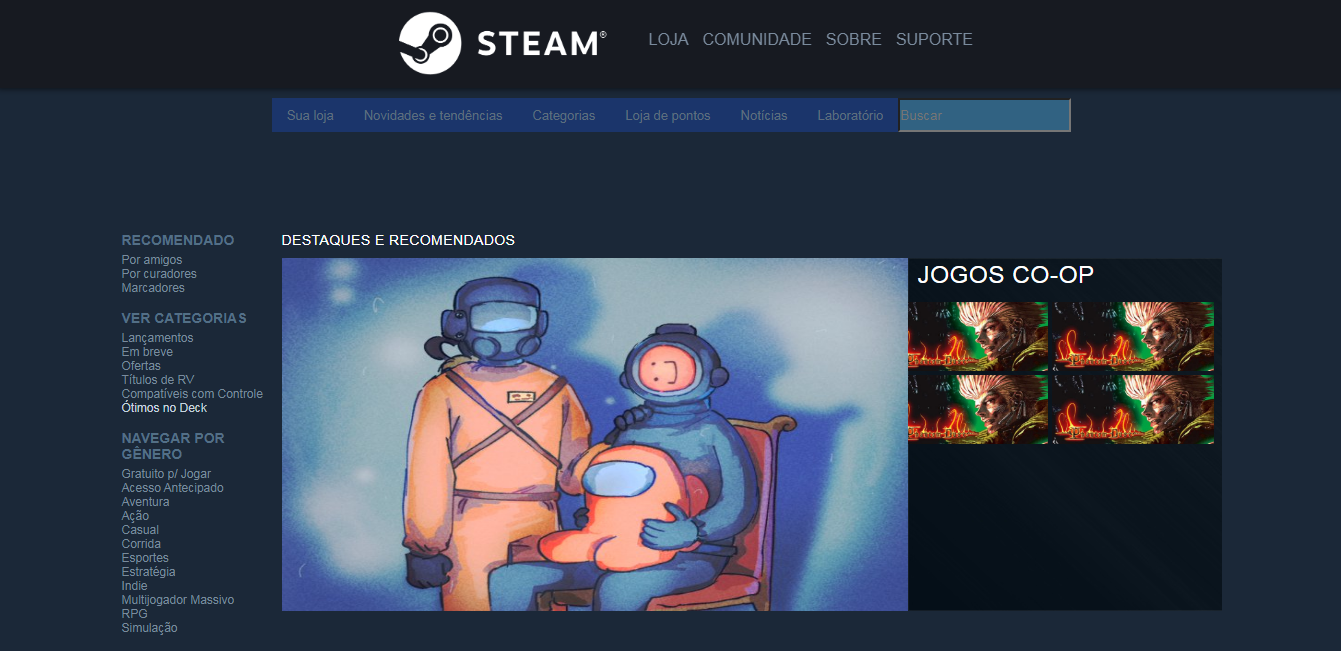 STEAM®
LOJA COMUNIDADE SOBRE SUPORTE
Sua loja Novidades e tendências Categorias Loja de pontos Notícias Laboratório Buscar
RECOMENDADO
Por amigos
Por curadores
Marcadores
VER CATEGORIAS
Lançamentos
Em breve
Ofertas
Títulos de RV
Compatíveis com Controle
Ótimos no Deck
NAVEGAR POR
GÊNERO
Gratuito p/ Jogar
Acesso Antecipado
Aventura
Ação
Casual
Corrida
Esportes
Estratégia
Indie
Multijogador Massivo
RPG
Simulação
DESTAQUES E RECOMENDADOS
JOGOS CO-OP